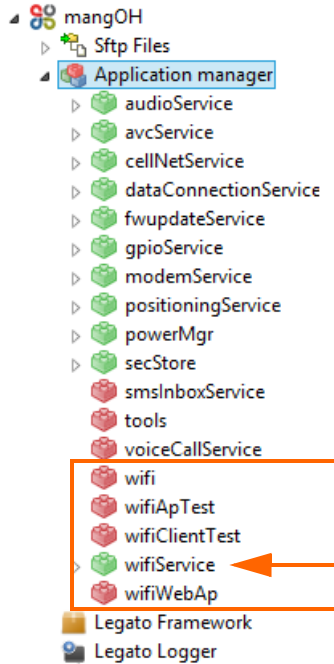 mangOH
Sftp Files
Application manager
audioService
avcService
cellNetService
dataConnectionService
fwupdateService
gpioService
modemService
positioningService
powerMgr
secStore
smsInboxService
tools
voiceCallService
wifi
wifiApTest
wifiClientTest
wifiService
wifiWebAp
Legato Framework
Legato Logger